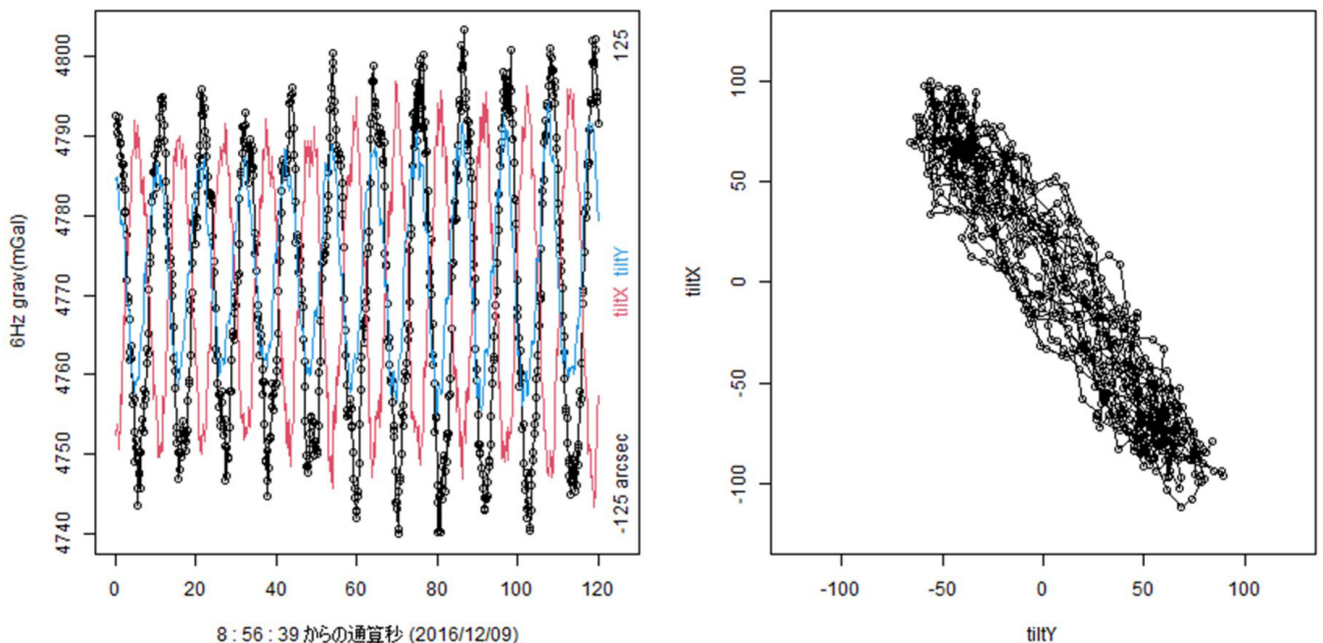 6Hz grav(mGal)
4740 4750 4760 4770 4780 4790 4800
-125 arcsec
tiltX tiltY
125
0 20 40 60 80 100 120
8 : 56 : 39 からの通算秒 (2016/12/09)
tiltX
-100 -50 0 50 100
-100 -50 0 50 100
tiltY